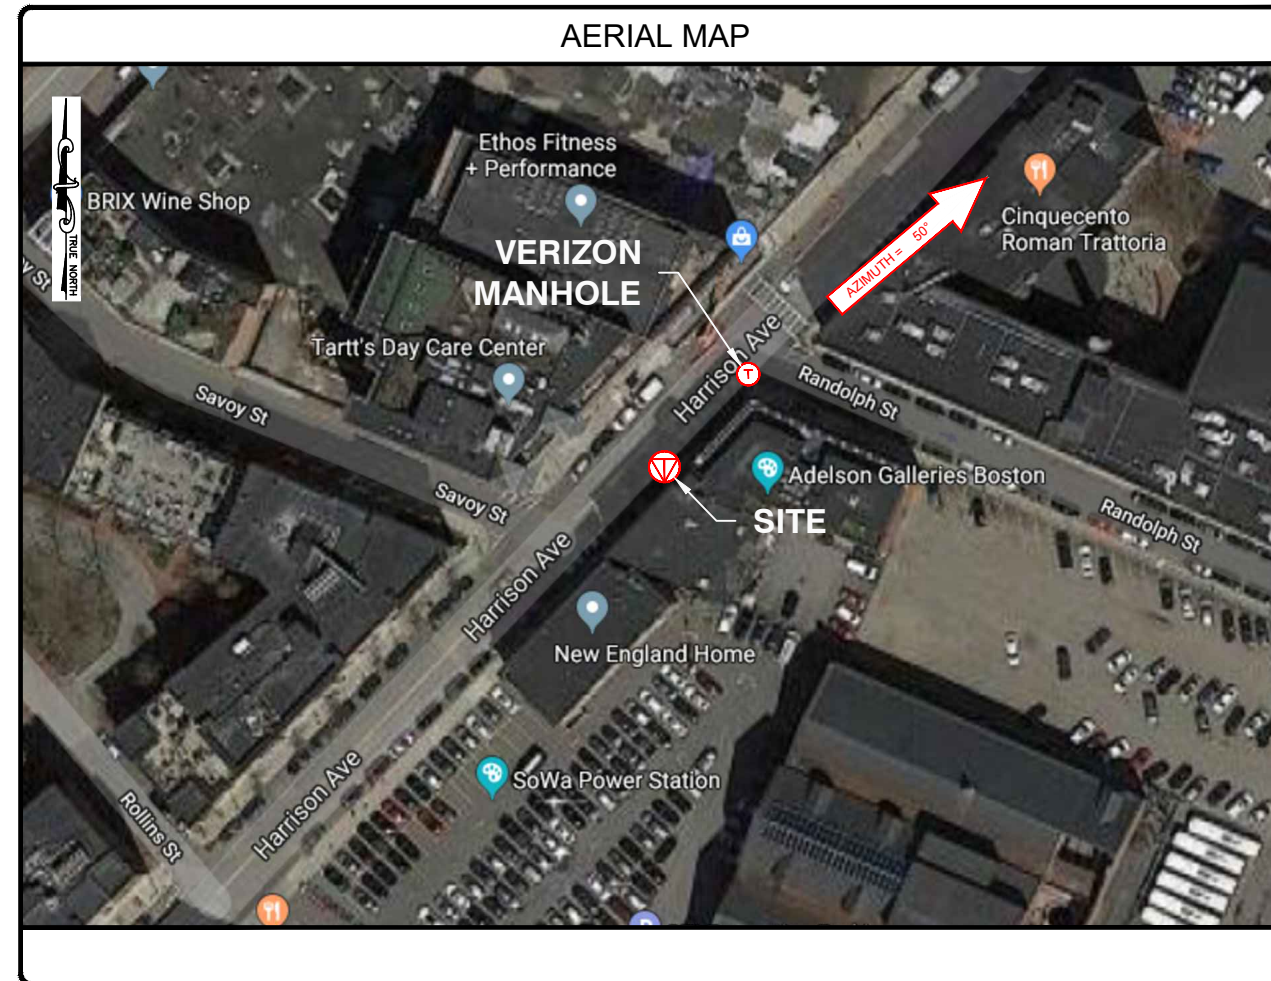 AERIAL MAP
TRUE NORTH
BRIX Wine Shop
Ethos Fitness
+ Performance
VERIZON
MANHOLE
AZIMUTH = 50°
Cinquecento
Roman Trattoria
y St
Tartt's Day Care Center
Harrison Ave
T
Randolph St
Savoy St
Adelson Galleries Boston
Savoy St
SITE
Randolph St
Harrison Ave
New England Home
SoWa Power Station
Harrison Ave
Rollins St